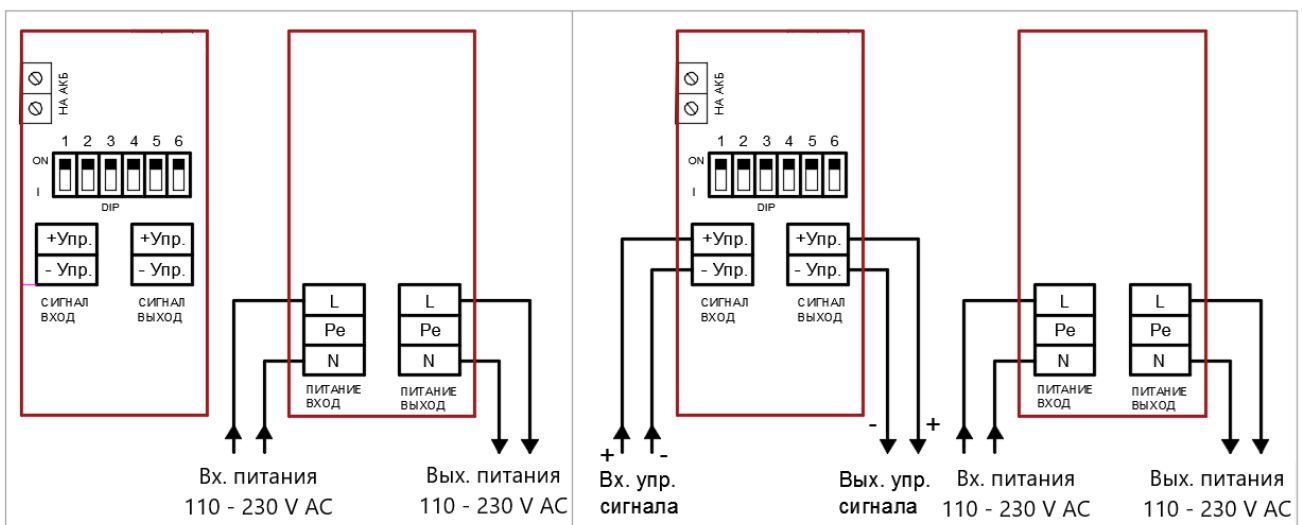 НА АКБ
1 2 3 4 5 6
ON
I
DIP
+Упр. +Упр.
- Упр. - Упр.
СИГНАЛ ВХОД
СИГНАЛ ВЫХОД
L L
Pe Pe
N N
ПИТАНИЕ ВХОД
ПИТАНИЕ ВЫХОД
Вх. питания
110 - 230 V AC
Вых. питания
110 - 230 V AC
НА АКБ
1 2 3 4 5 6
ON
I
DIP
+Упр. +Упр.
- Упр. - Упр.
СИГНАЛ ВХОД
СИГНАЛ ВЫХОД
L L
Pe Pe
N N
ПИТАНИЕ ВХОД
ПИТАНИЕ ВЫХОД
+ -
- +
Вх. упр.
сигнала
Вых. упр.
сигнала
Вх. питания
110 - 230 V AC
Вых. питания
110 - 230 V AC